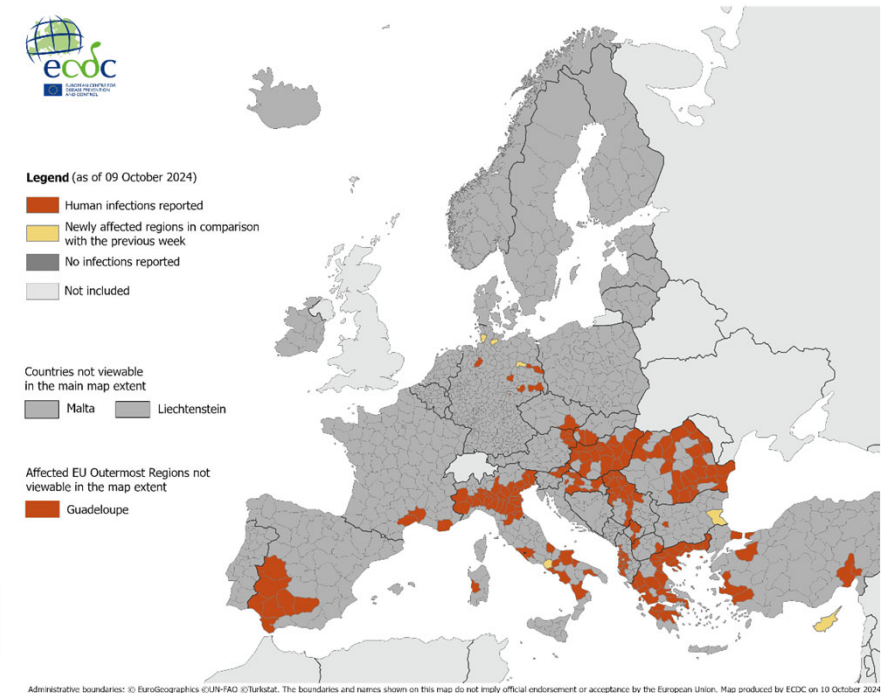 ecdc
EUROPEAN CENTRE FOR
DISEASE PREVENTION
AND CONTROL
Legend (as of 09 October 2024)
Human infections reported
Newly affected regions in comparison
with the previous week
No infections reported
Not included
Countries not viewable
in the main map extent
Malta
Liechtenstein
Affected EU Outermost Regions not
viewable in the map extent
Guadeloupe
Administrative boundaries: © EuroGeographics ©UN-FAO ©Turkstat. The boundaries and names shown on this map do not imply official endorsement or acceptance by the European Union. Map produced by ECDC on 10 October 2024